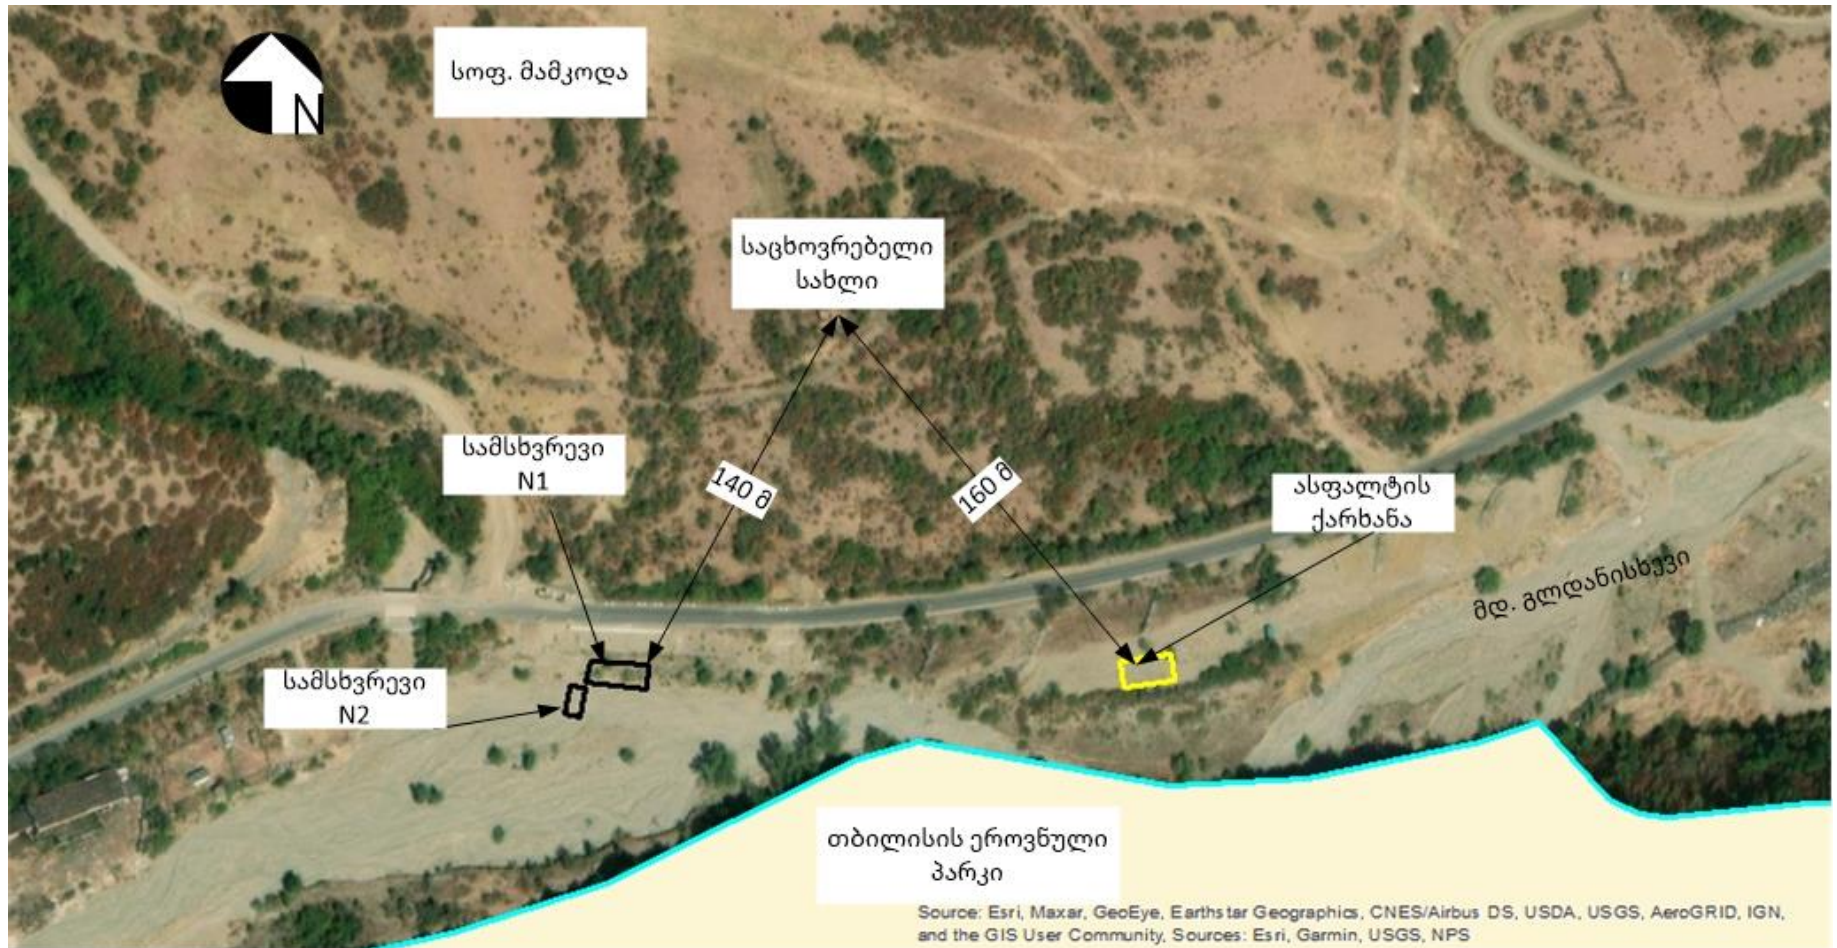 N
სოფ. მამკოდა
საცხოვრებელი
სახლი
სამსხვრევი
N1
140 მ
160 მ
ასფალტის
ქარხანა
მდ. გლდანისხევი
სამსხვრევი
N2
თბილისის ეროვნული
პარკი
Source: Esri, Maxar, GeoEye, Earthstar Geographics, CNES/Airbus DS, USDA, USGS, AeroGRID, IGN,
and the GIS User Community, Sources: Esri, Garmin, USGS, NPS